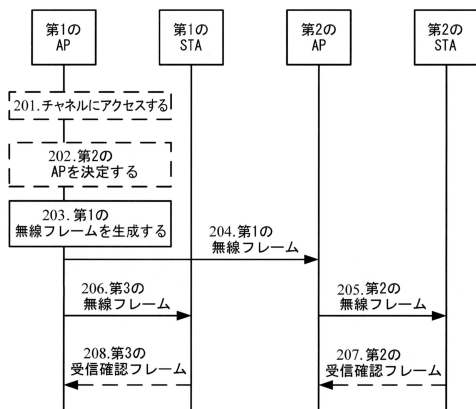 第1の
AP
第1の
STA
第2の
AP
第2の
STA
201.チャネルにアクセスする
202.第2の
APを決定する
203.第1の
無線フレームを生成する
204.第1の
無線フレーム
206.第3の
無線フレーム
205.第2の
無線フレーム
208.第3の
受信確認フレーム
207.第2の
受信確認フレーム